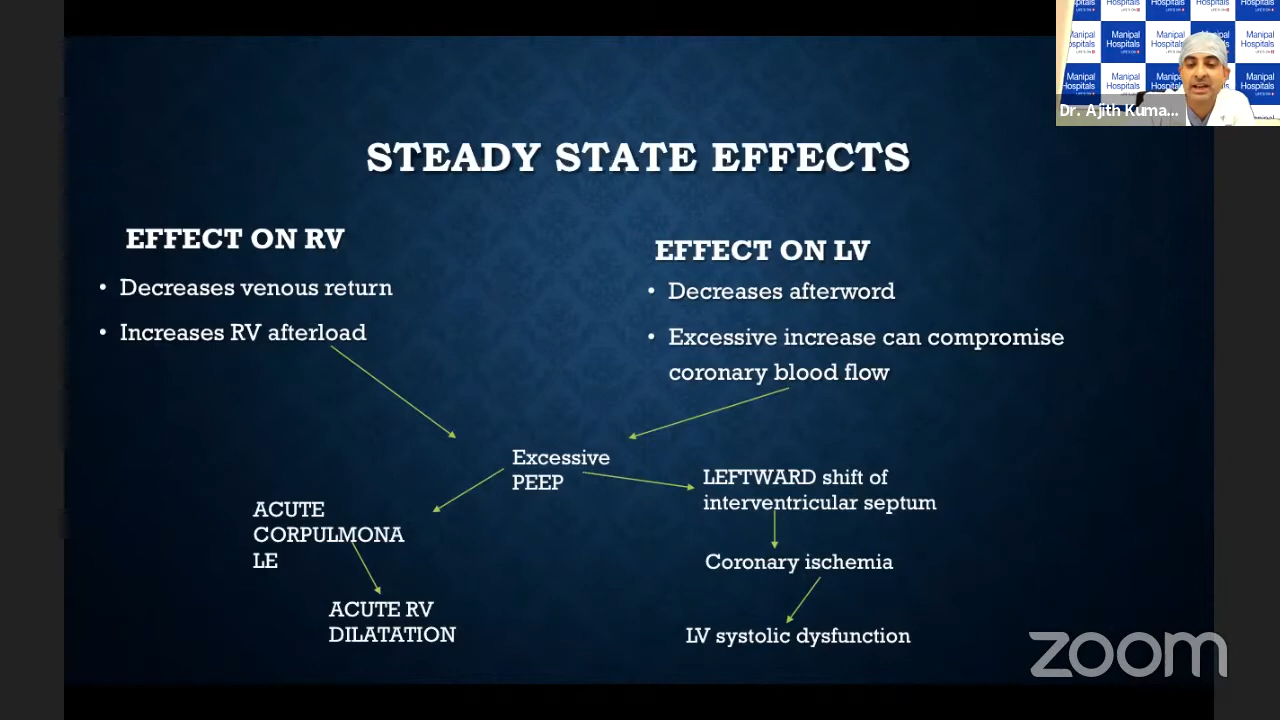 STEADY STATE EFFECTS
EFFECT ON RV
• Decreases venous return
• Increases RV afterload
EFFECT ON LV
• Decreases afterword
• Excessive increase can compromise
coronary blood flow
Excessive
PEEP
ACUTE
CORPULMONA
LE
ACUTE RV
DILATATION
LEFTWARD shift of
interventricular septum
Coronary ischemia
LV systolic dysfunction
Manipal
Hospitals
Dr. Ajith Kuma...
zoom